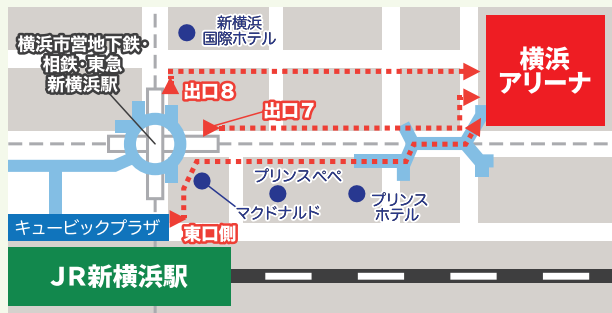 新横浜
国際ホテル
横浜市営地下鉄・
相鉄・東急
新横浜駅
横浜
アリーナ
出口8
出口7
プリンスペペ
マクドナルド
プリンス
ホテル
キュービックプラザ
東口側
JR新横浜駅